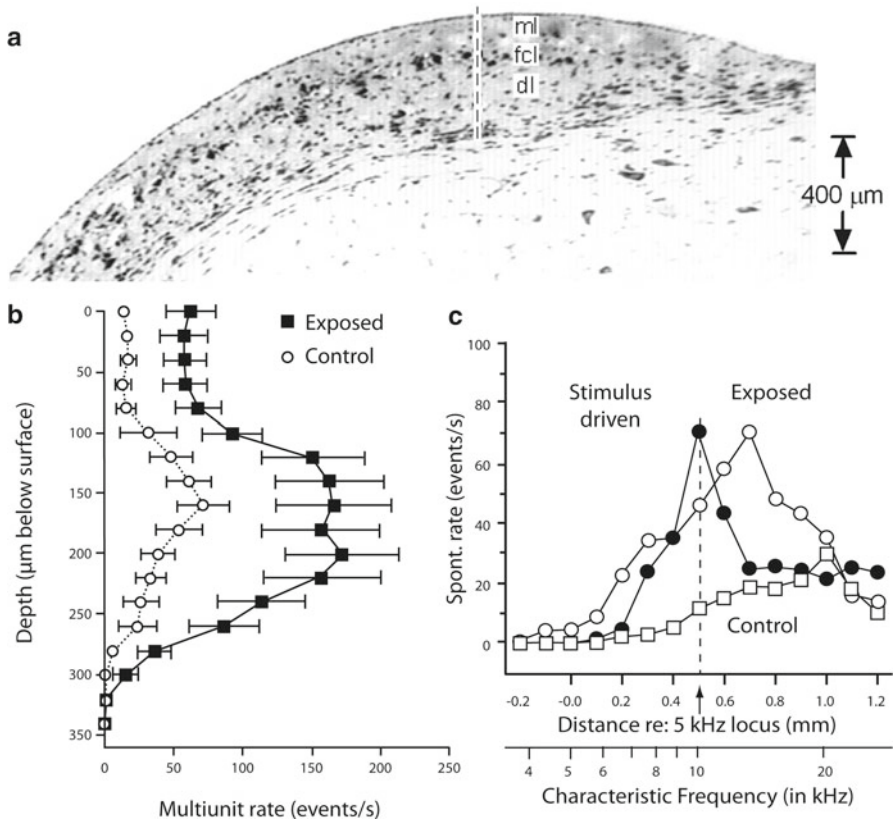 a
ml
fcl
dl
400 μm
b
0
50
100
150
200
250
300
350
Depth (μm below surface)
Exposed
Control
0
50
100
150
200
250
Multiunit rate (events/s)
c
100
80
60
40
20
0
Spont. rate (events/s)
Stimulus
driven
Exposed
Control
-0.2
-0.0
0.2
0.4
0.6
0.8
1.0
1.2
Distance re: 5 kHz locus (mm)
4
5
6
8
10
20
Characteristic Frequency (in kHz)